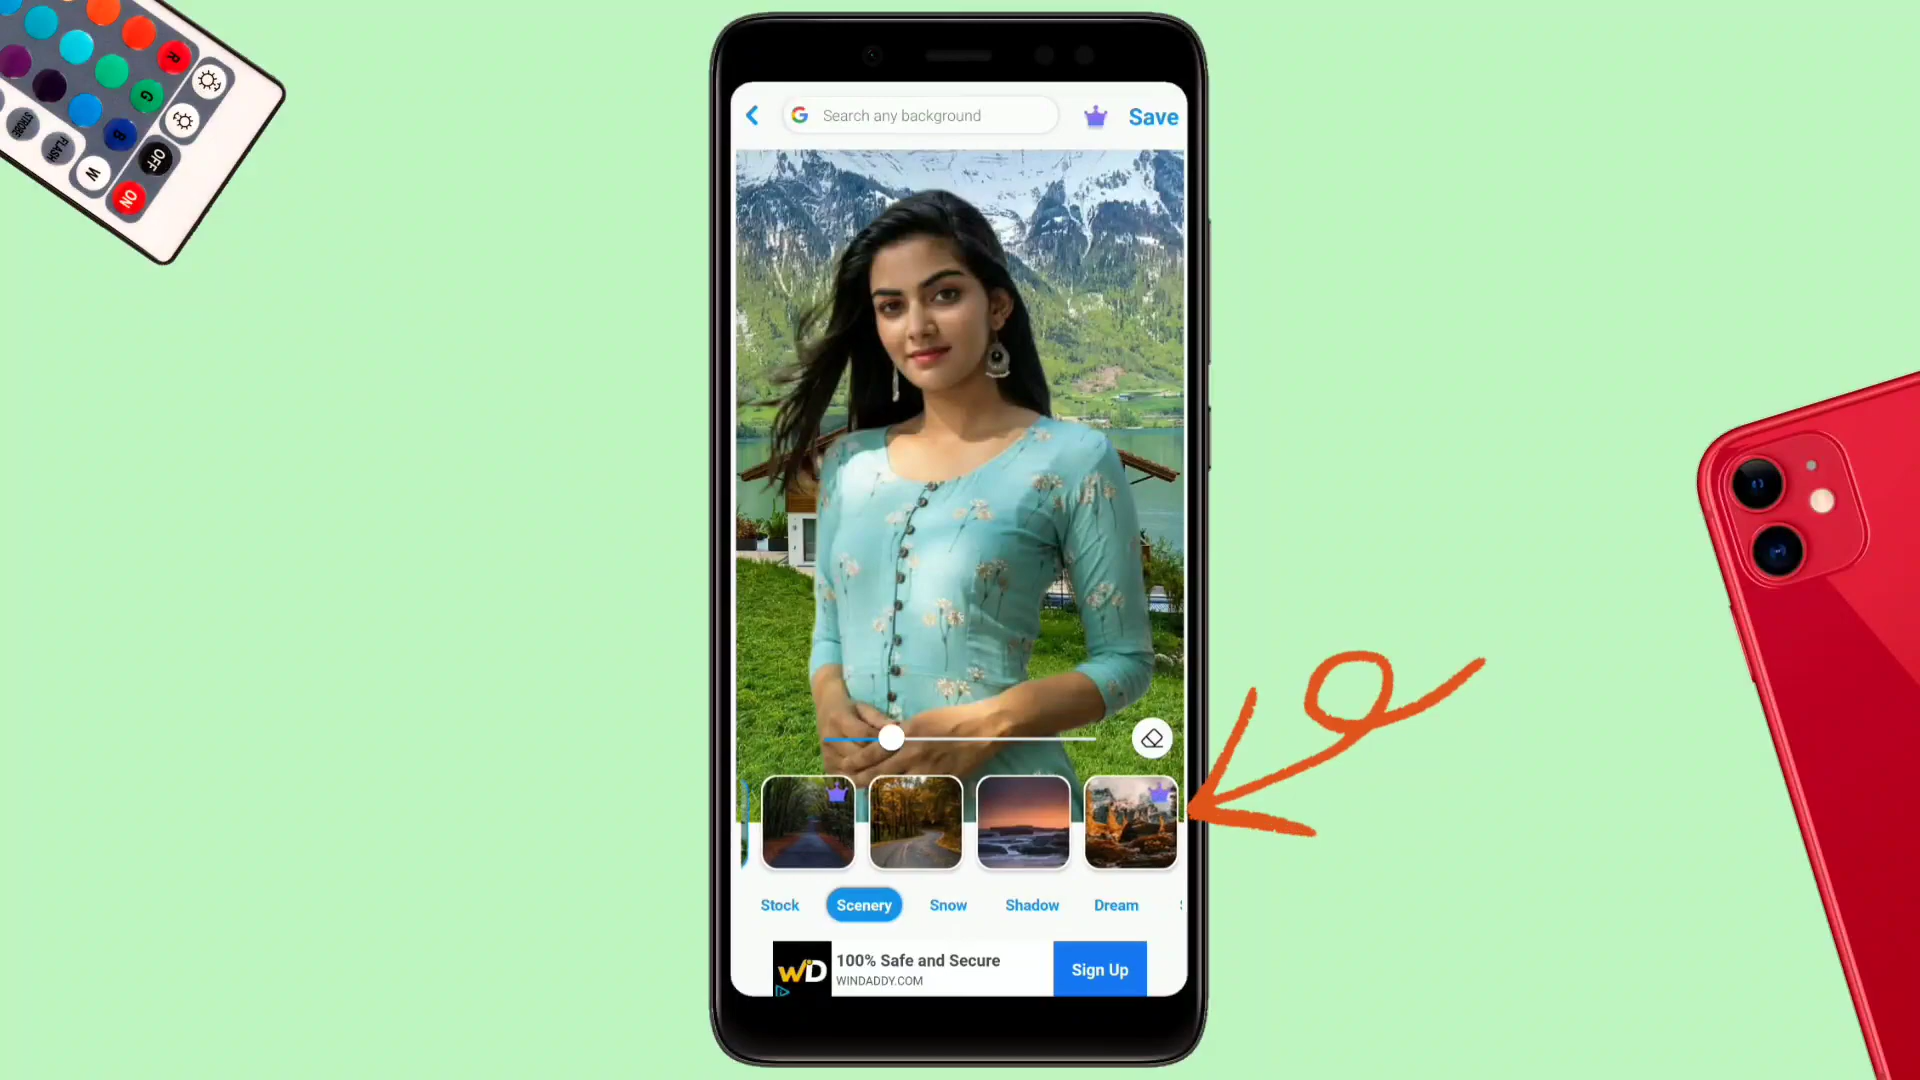 R
G
B
W
FLASH
STROBE
OFF
ON
Search any background
Save
Stock
Scenery
Snow
Shadow
Dream
WD
100% Safe and Secure
WINDADDY.COM
Sign Up